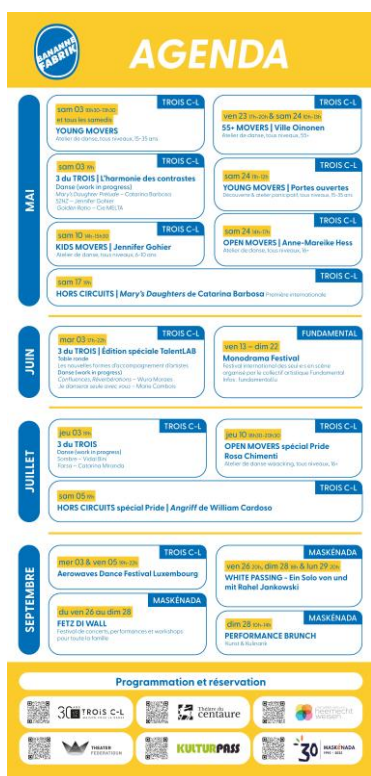 BANANNE
FABRIK
AGENDA
MAI
TROIS C-L
sam 03 10h30-13h30
et tous les samedis
YOUNG MOVERS
Atelier de danse, tous niveaux, 15-35 ans
TROIS C-L
ven 23 17h-20h & sam 24 10h-13h
55+ MOVERS | Ville Oinonen
Atelier de danse, tous niveaux, 55+
TROIS C-L
sam 03 19h
3 du TROIS | L'harmonie des contrastes
Danse (work in progress)
Mary's Daughter: Prelude – Catarina Barbosa
52Hz – Jennifer Gohier
Golden Ratio – Cie MELTA
TROIS C-L
sam 24 11h-12h
YOUNG MOVERS | Portes ouvertes
Découverte & atelier participatif, tous niveaux, 15-35 ans
TROIS C-L
sam 10 11h-13h30
KIDS MOVERS | Jennifer Gohier
Atelier de danse, tous niveaux, 6-10 ans
TROIS C-L
sam 24 14h-17h
OPEN MOVERS | Anne-Mareike Hess
Atelier de danse, tous niveaux, 16+
TROIS C-L
sam 17 19h
HORS CIRCUITS | Mary's Daughters de Catarina Barbosa Première internationale
JUIN
TROIS C-L
mar 03 17h-22h
3 du TROIS | Édition spéciale TalentLAB
Table ronde
Les nouvelles formes d'accompagnement d'artistes
Danse (work in progress)
Confluences, Réverbérations – Wura Moraes
Je danserai seule avec vous – Maria Cambois
FUNDAMENTAL
ven 13 – dim 22
Monodrama Festival
Festival international des seul·e·s en scène
organisé par le collectif artistique Fundamental
Infos : fundamental.lu
JUILLET
TROIS C-L
jeu 03 19h
3 du TROIS
Danse (work in progress)
Sombre – Vidal Bini
Farza – Catarina Miranda
TROIS C-L
jeu 10 18h30-20h30
OPEN MOVERS spécial Pride
Rosa Chimenti
Atelier de danse waacking, tous niveaux, 16+
TROIS C-L
sam 05 19h
HORS CIRCUITS spécial Pride | Angriff de William Cardoso
SEPTEMBRE
TROIS C-L
mer 03 & ven 05 19h-22h
Aerowaves Dance Festival Luxembourg
MASKÉNADA
ven 26 20h, dim 28 18h & lun 29 20h
WHITE PASSING - Ein Solo von und
mit Rahel Jankowski
MASKÉNADA
du ven 26 au dim 28
FETZ DI WALL
Festival de concerts, performances et workshops
pour toute la famille
MASKÉNADA
dim 28 10h-14h
PERFORMANCE BRUNCH
Kunst & Kulinarik
Programmation et réservation
TROIS C-L
Théâtre du
centaure
THEATER
FEDERATIOUN
KULTURPASS
30
MASKÉNADA